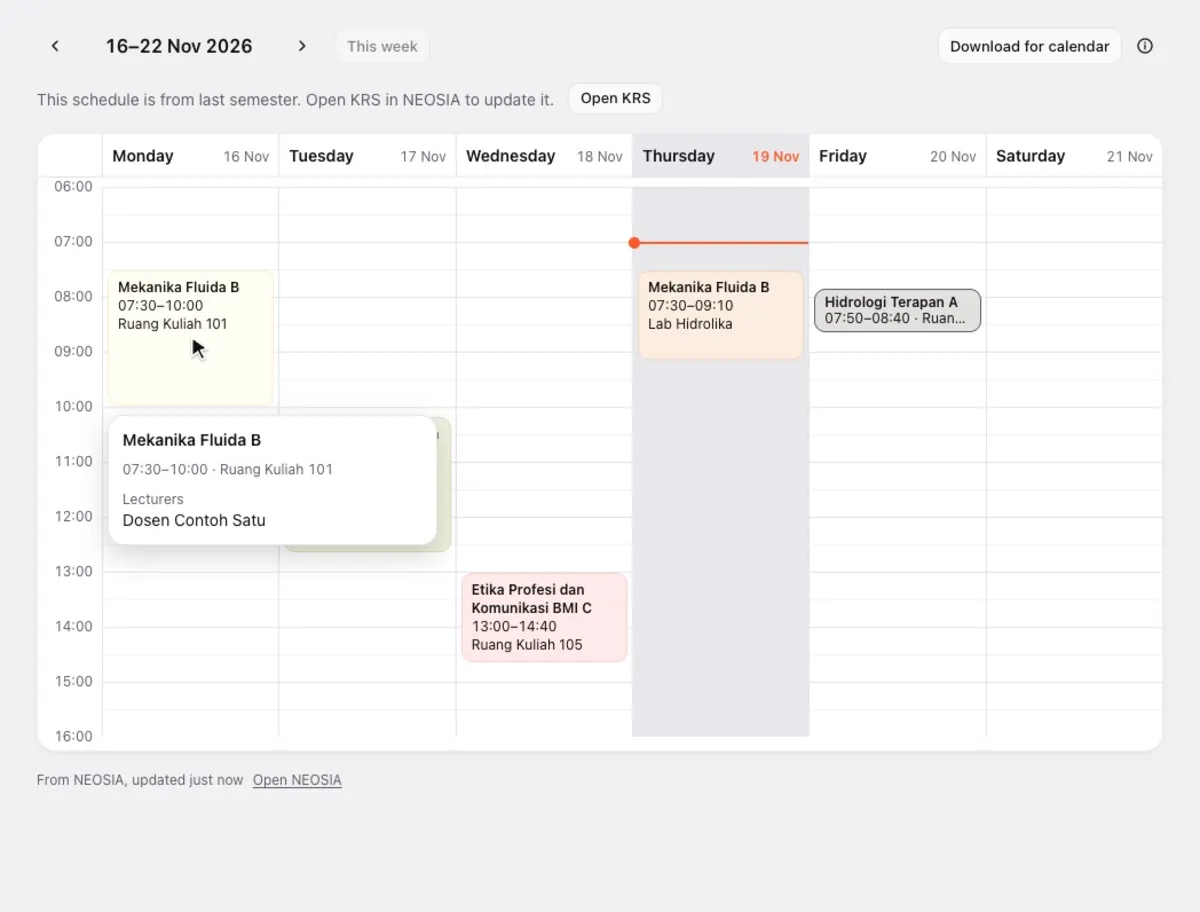 16–22 Nov 2026
This week
Download for calendar
This schedule is from last semester. Open KRS in NEOSIA to update it.
Open KRS
Monday 16 Nov
Tuesday 17 Nov
Wednesday 18 Nov
Thursday 19 Nov
Friday 20 Nov
Saturday 21 Nov
06:00
07:00
08:00
09:00
10:00
11:00
12:00
13:00
14:00
15:00
16:00
Mekanika Fluida B
07:30–10:00
Ruang Kuliah 101
Mekanika Fluida B
07:30–10:00 · Ruang Kuliah 101
Lecturers
Dosen Contoh Satu
Etika Profesi dan
Komunikasi BMI C
13:00–14:40
Ruang Kuliah 105
Mekanika Fluida B
07:30–09:10
Lab Hidrolika
Hidrologi Terapan A
07:50–08:40 · Ruan...
From NEOSIA, updated just now Open NEOSIA